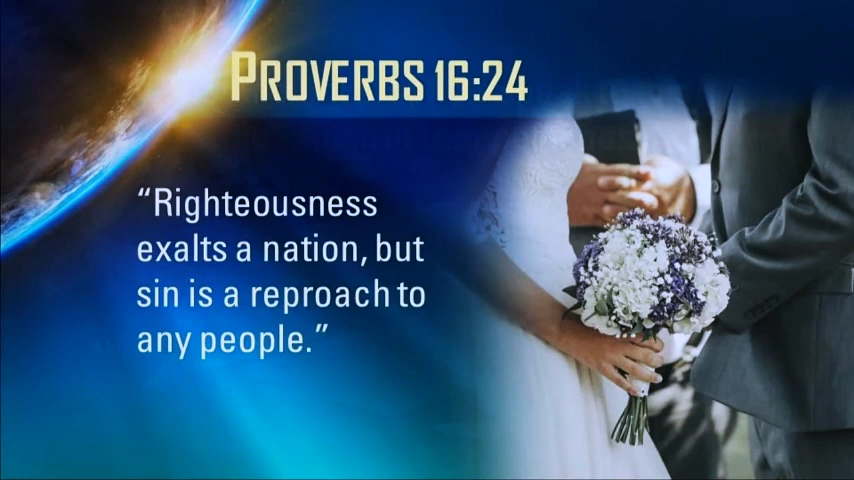 PROVERBS 16:24
“Righteousness
exalts a nation, but
sin is a reproach to
any people.”